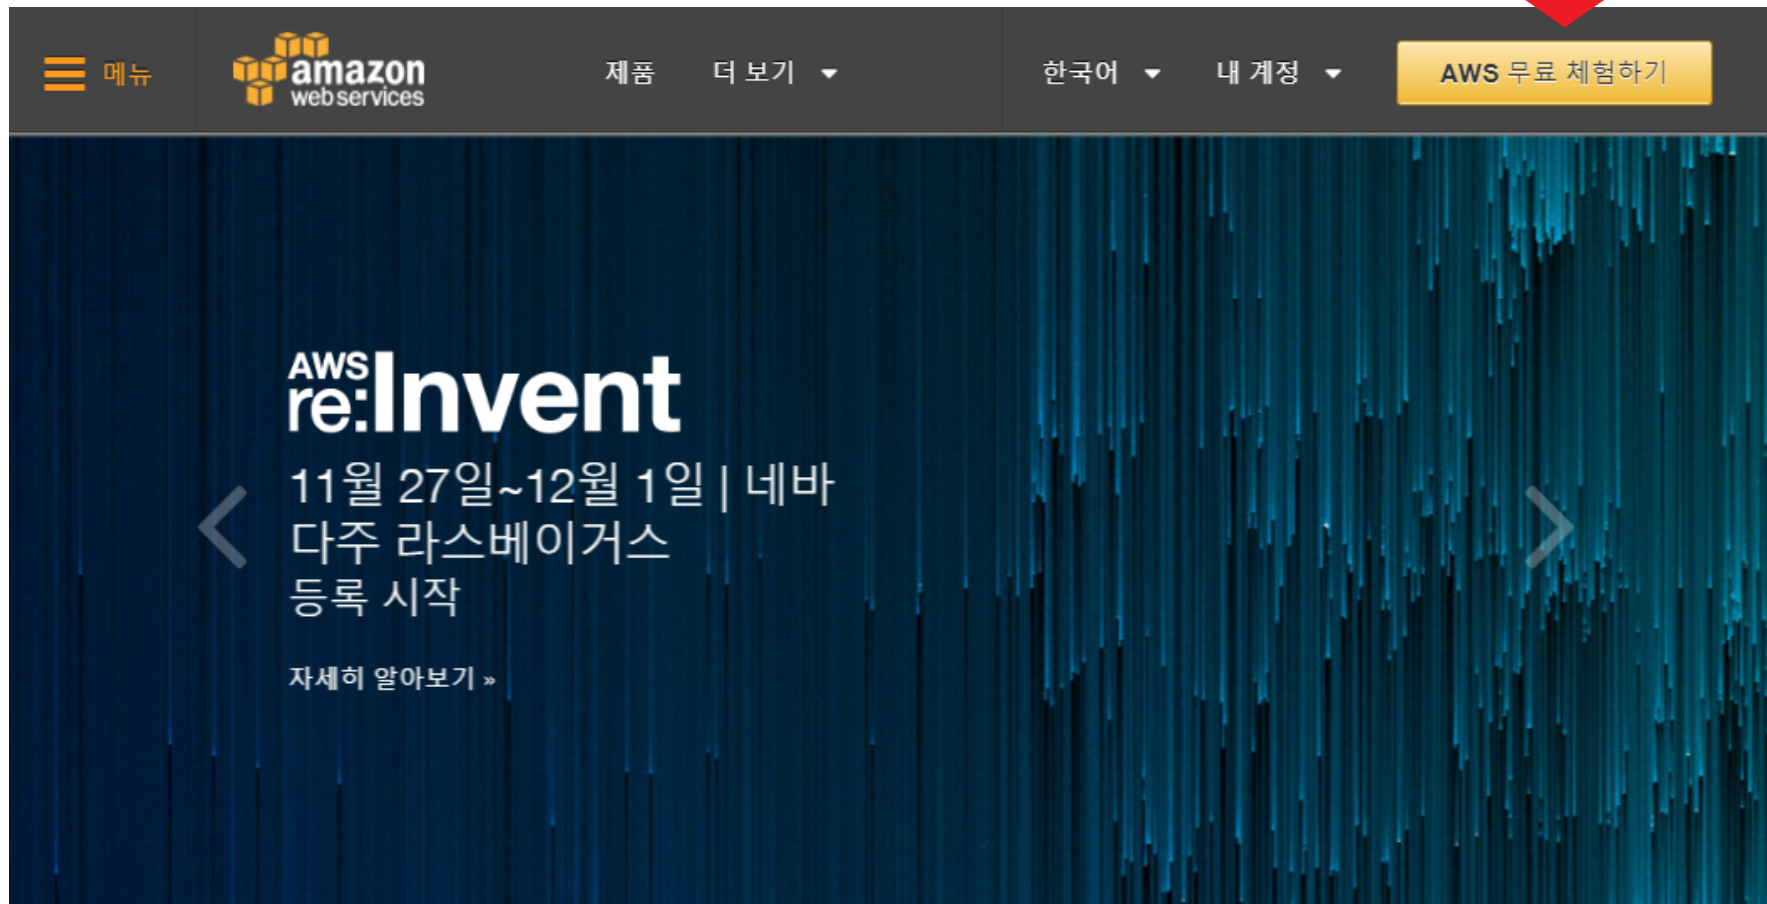 메뉴
amazon
web services
제품
더 보기
한국어
내 계정
AWS 무료 체험하기
AWS
re:Invent
11월 27일~12월 1일 | 네바
다주 라스베이거스
등록 시작
자세히 알아보기 »